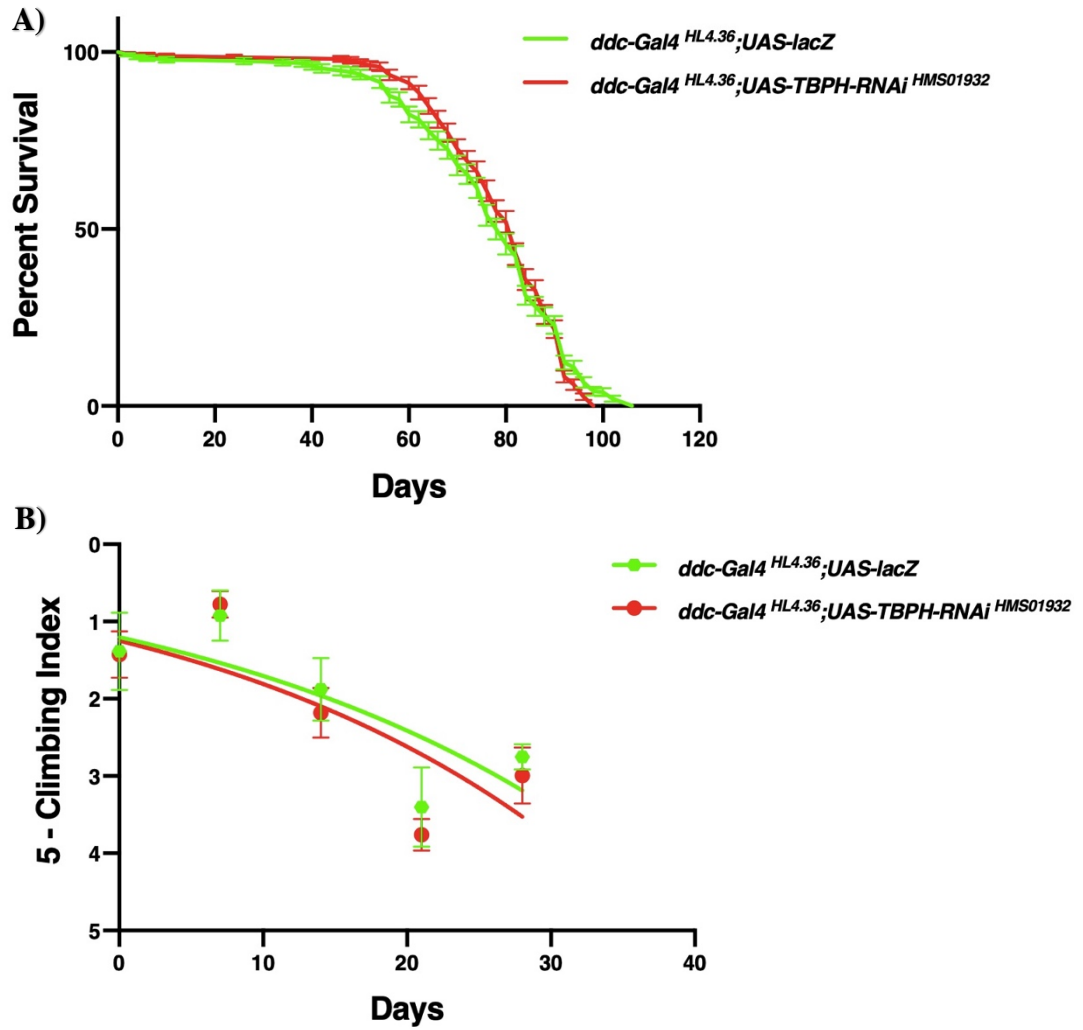 A)
ddc-Gal4 HL4.36;UAS-lacZ
ddc-Gal4 HL4.36;UAS-TBPH-RNAi HMS01932
Percent Survival
100
50
0
0 20 40 60 80 100 120
Days
B)
ddc-Gal4 HL4.36;UAS-lacZ
ddc-Gal4 HL4.36;UAS-TBPH-RNAi HMS01932
5 - Climbing Index
0
1
2
3
4
5
0 10 20 30 40
Days